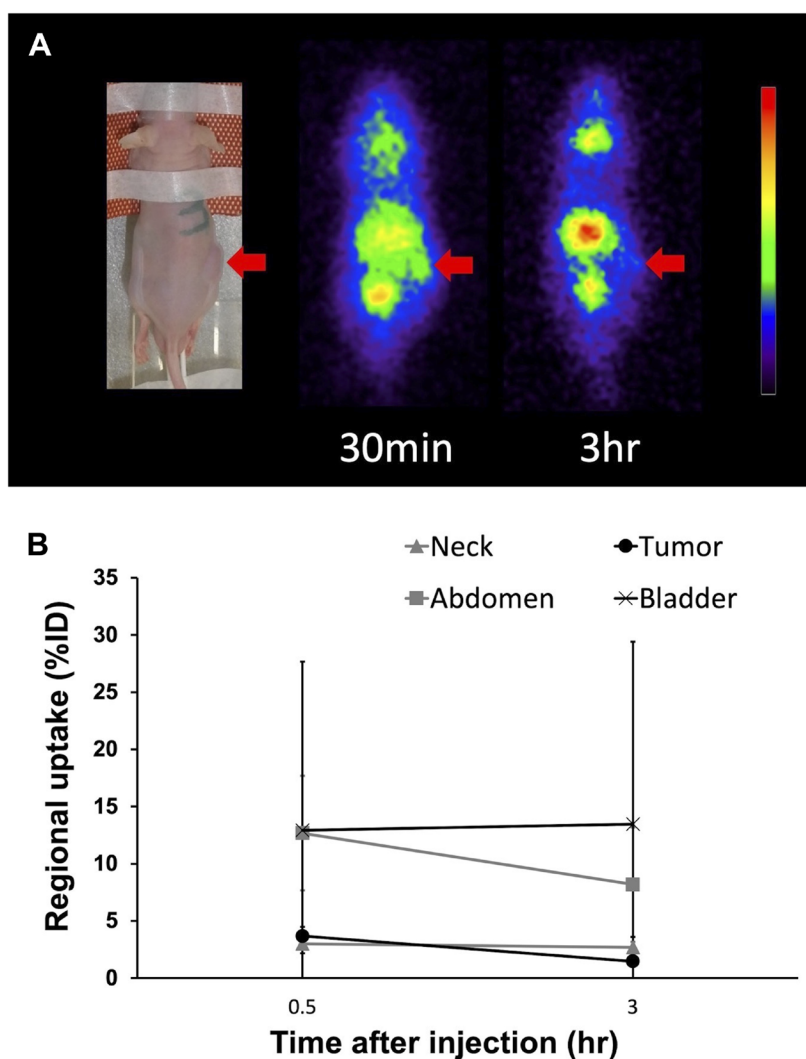 A
30min 3hr
B
Neck Tumor
Abdomen Bladder
35
30
25
20
15
10
5
0
Regional uptake (%ID)
0.5 3
Time after injection (hr)